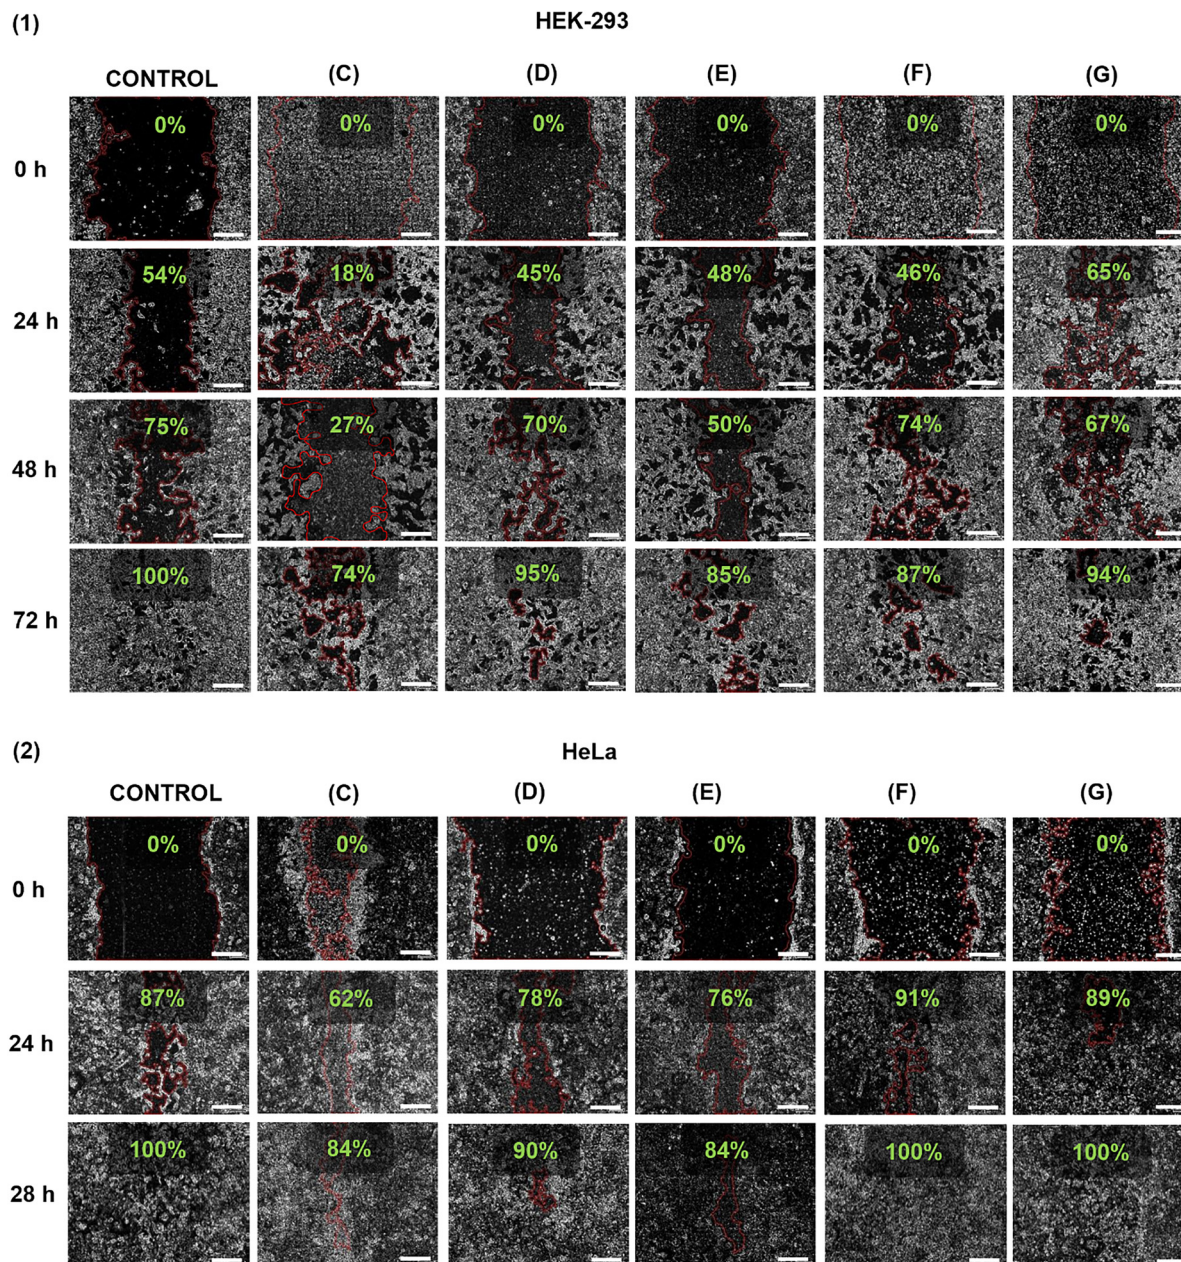 (1)
HEK-293
CONTROL (C) (D) (E) (F) (G)
0 h 0% 0% 0% 0% 0% 0%
24 h 54% 18% 45% 48% 46% 65%
48 h 75% 27% 70% 50% 74% 67%
72 h 100% 74% 95% 85% 87% 94%
(2)
HeLa
CONTROL (C) (D) (E) (F) (G)
0 h 0% 0% 0% 0% 0% 0%
24 h 87% 62% 78% 76% 91% 89%
28 h 100% 84% 90% 84% 100% 100%